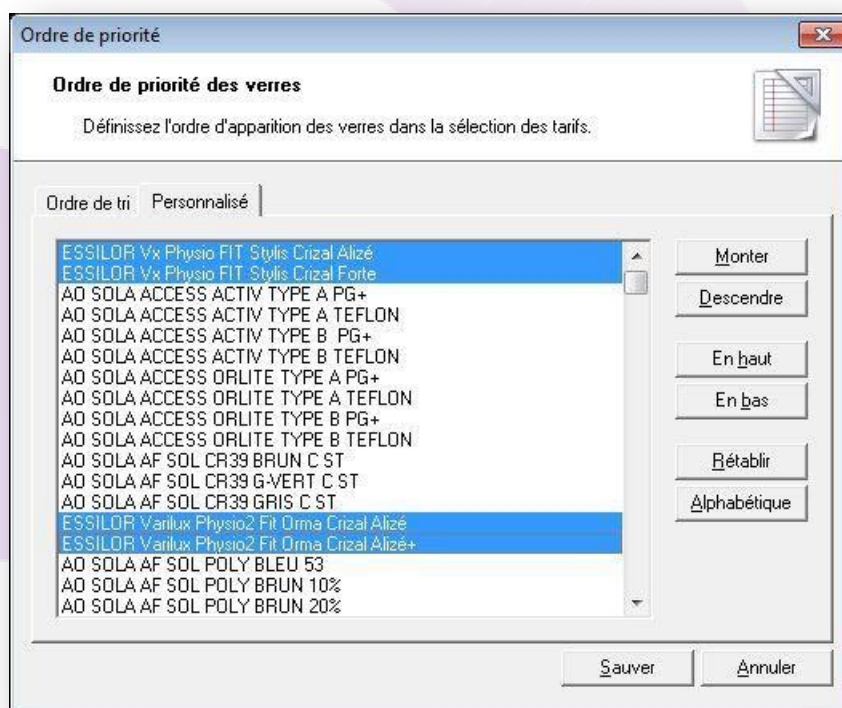 Ordre de priorité
Ordre de priorité des verres
Définissez l'ordre d'apparition des verres dans la sélection des tarifs.
Ordre de tri
Personnalisé
ESSILOR Vx Physio FIT Stylis Crizal Alizé
ESSILOR Vx Physio FIT Stylis Crizal Forte
AO SOLA ACCESS ACTIV TYPE A PG+
AO SOLA ACCESS ACTIV TYPE A TEFLON
AO SOLA ACCESS ACTIV TYPE B  PG+
AO SOLA ACCESS ACTIV TYPE B TEFLON
AO SOLA ACCESS ORLITE TYPE A PG+
AO SOLA ACCESS ORLITE TYPE A TEFLON
AO SOLA ACCESS ORLITE TYPE B PG+
AO SOLA ACCESS ORLITE TYPE B TEFLON
AO SOLA AF SOL CR39 BRUN C ST
AO SOLA AF SOL CR39 G-VERT C ST
AO SOLA AF SOL CR39 GRIS C ST
ESSILOR Varilux Physio2 Fit Orma Crizal Alizé
ESSILOR Varilux Physio2 Fit Orma Crizal Alizé+
AO SOLA AF SOL POLY BLEU 53
AO SOLA AF SOL POLY BRUN 10%
AO SOLA AF SOL POLY BRUN 20%
Monter
Descendre
En haut
En bas
Rétablir
Alphabétique
Sauver
Annuler